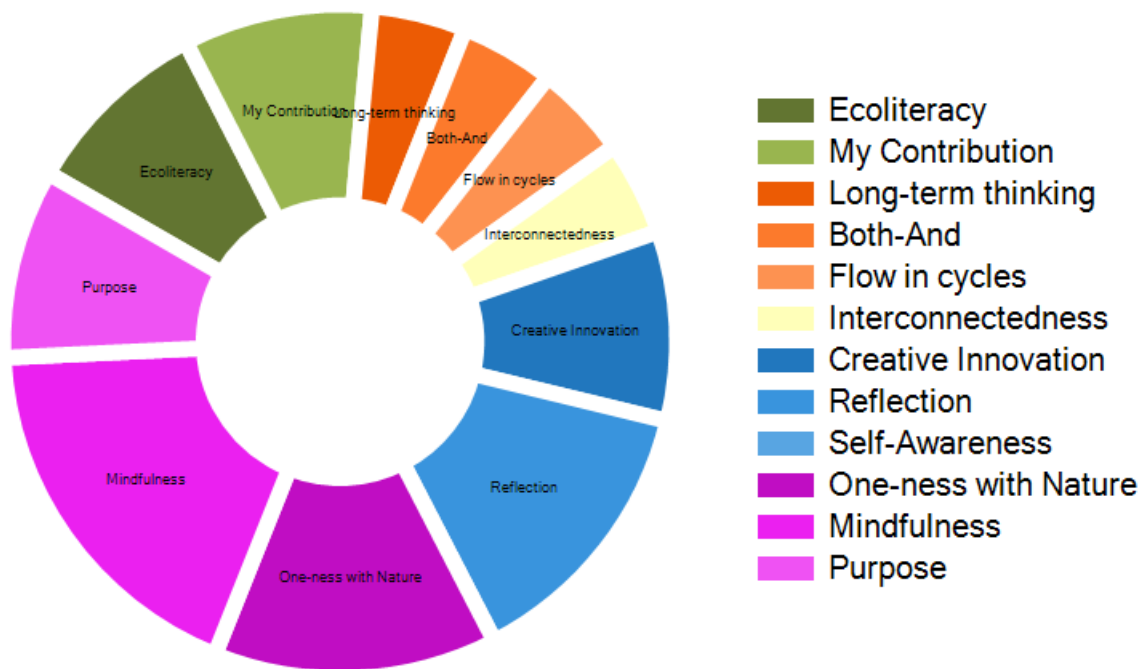 My Contribution
Long-term thinking
Both-And
Ecoliteracy
Flow in cycles
Interconnectedness
Purpose
Creative Innovation
Mindfulness
Reflection
One-ness with Nature
Ecoliteracy
My Contribution
Long-term thinking
Both-And
Flow in cycles
Interconnectedness
Creative Innovation
Reflection
Self-Awareness
One-ness with Nature
Mindfulness
Purpose